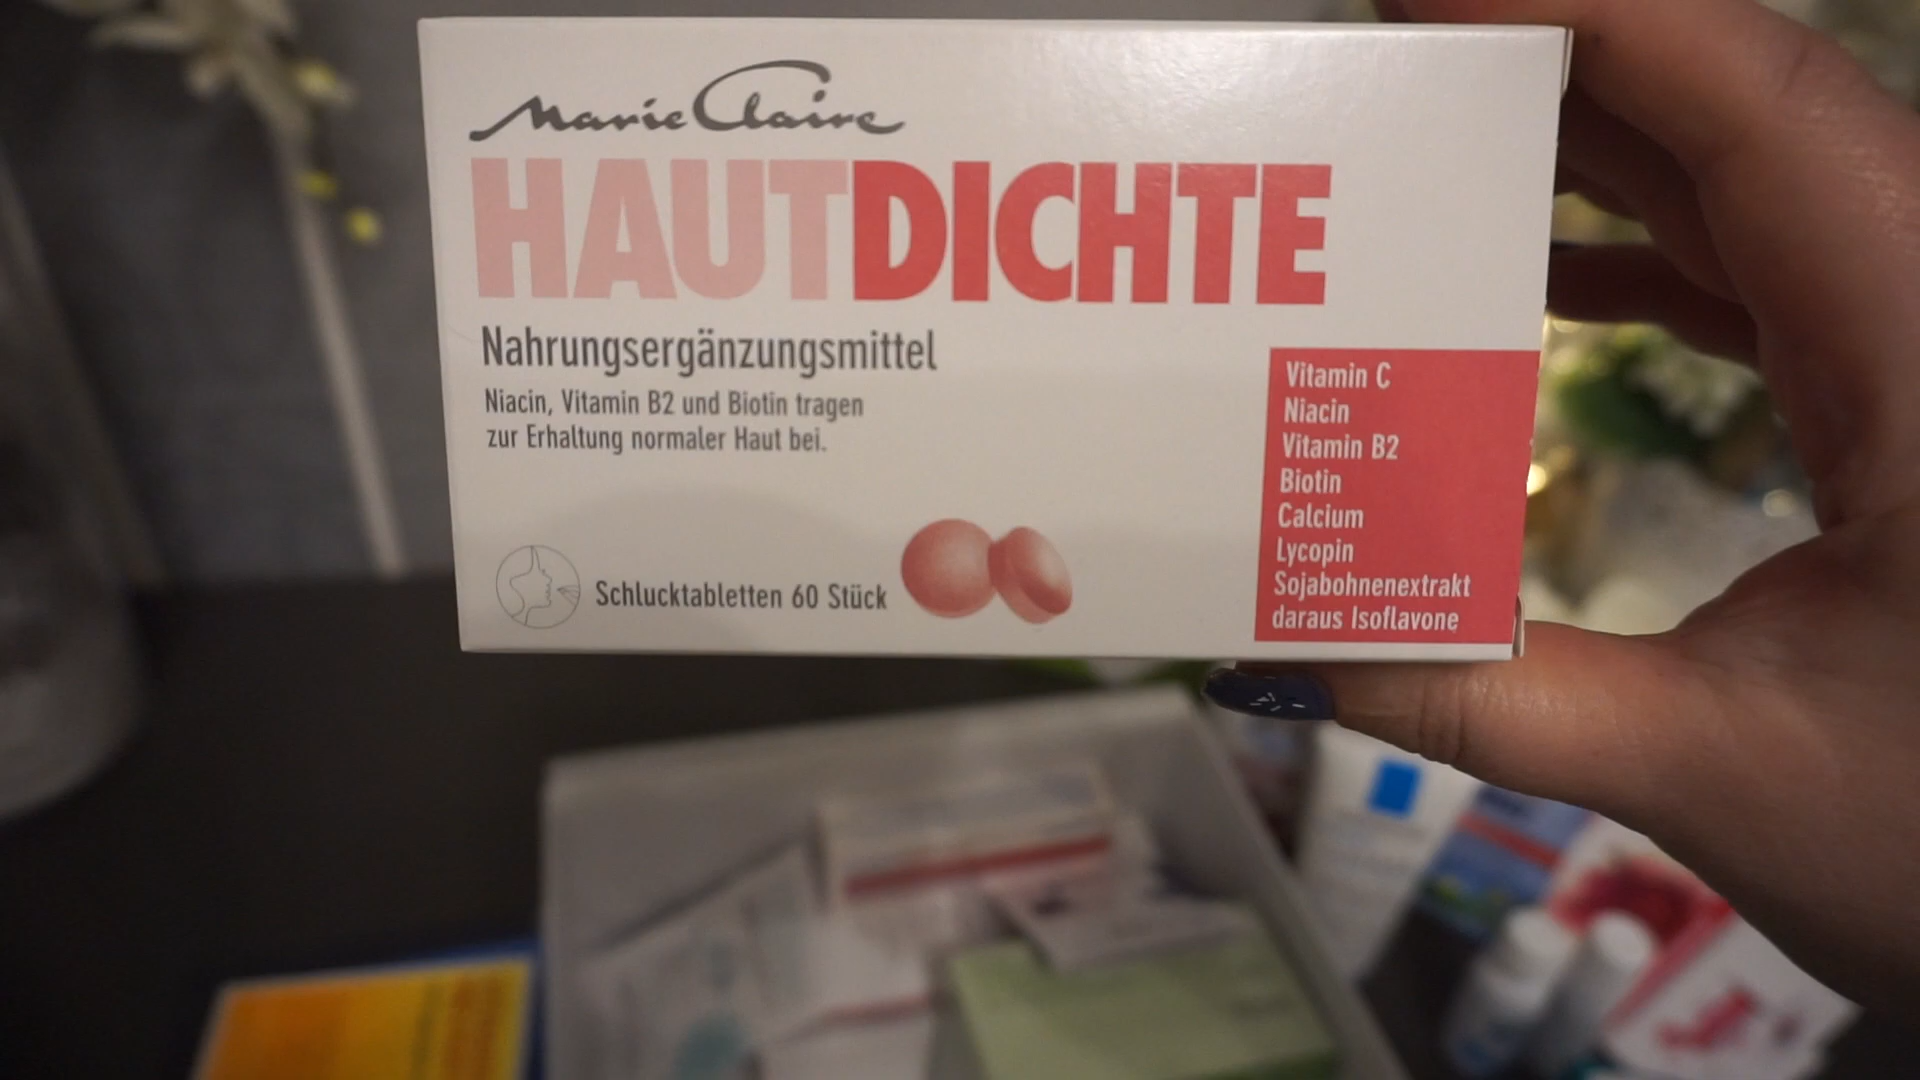 Marie Claire
HAUTDICHTE
Nahrungsergänzungsmittel
Niacin, Vitamin B2 und Biotin tragen
zur Erhaltung normaler Haut bei.
Schlucktabletten 60 Stück
Vitamin C
Niacin
Vitamin B2
Biotin
Calcium
Lycopin
Sojabohnenextrakt
daraus Isoflavone